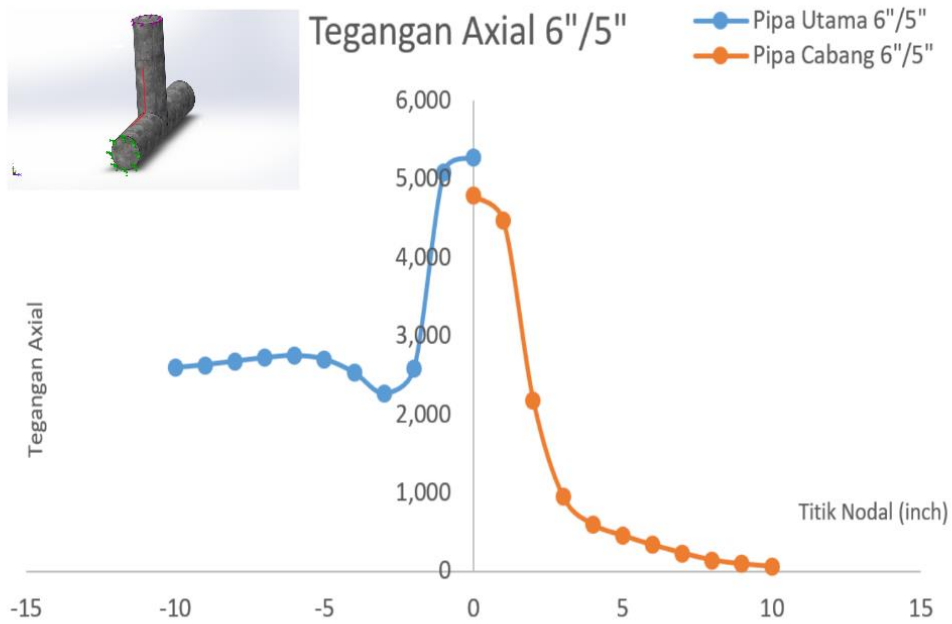 Tegangan Axial 6"/5"
Pipa Utama 6"/5"
Pipa Cabang 6"/5"
6,000
5,000
4,000
3,000
2,000
1,000
0
Tegangan Axial
Titik Nodal (inch)
-15
-10
-5
0
5
10
15